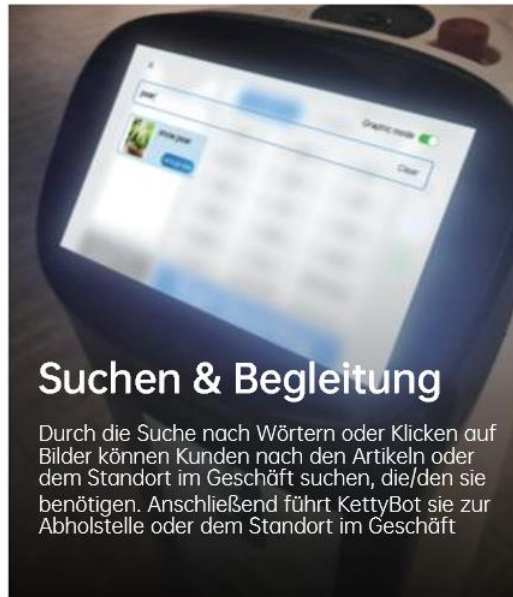 pear
Graphic mode
Clear
snow pear
Suchen & Begleitung
Durch die Suche nach Wörtern oder Klicken auf
Bilder können Kunden nach den Artikeln oder
dem Standort im Geschäft suchen, die/den sie
benötigen. Anschließend führt KettyBot sie zur
Abholstelle oder dem Standort im Geschäft